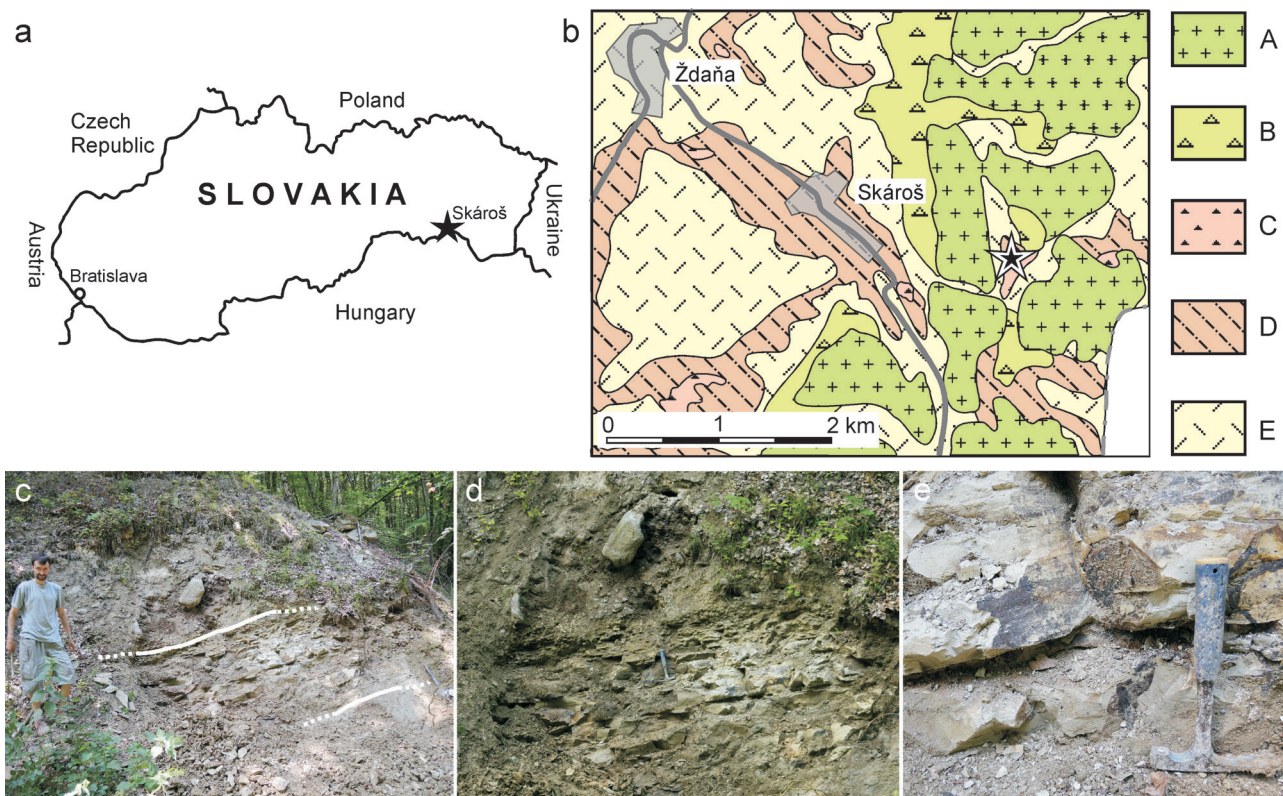 a
Poland
Czech
Republic
SLOVAKIA
Skároš
Ukraine
Austria
Bratislava
Hungary
b
Ždaňa
Skároš
0 1 2 km
A
B
C
D
E
c
d
e